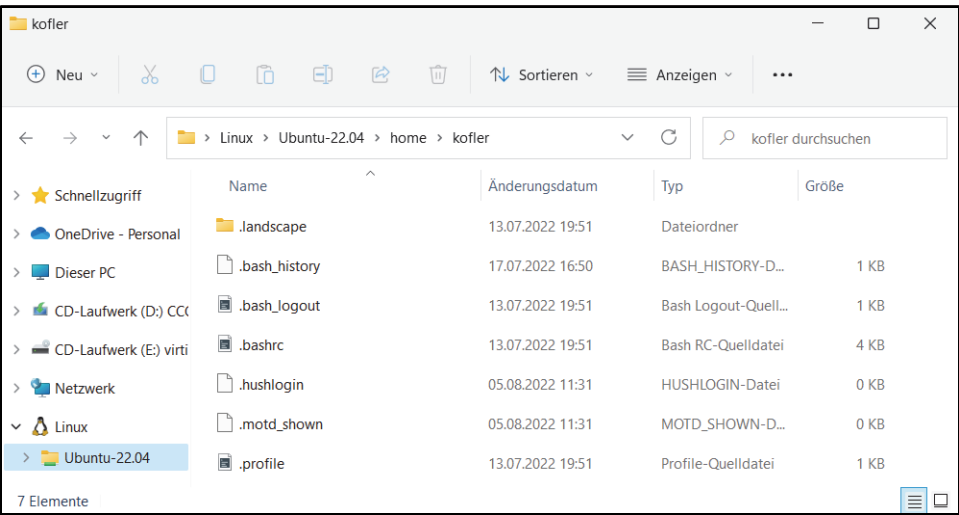 kofler
Neu Sortieren Anzeigen
Linux > Ubuntu-22.04 > home > kofler kofler durchsuchen
Name Änderungsdatum Typ Größe
Schnellzugriff
OneDrive - Personal
Dieser PC
CD-Laufwerk (D:) CCC
CD-Laufwerk (E:) virti
Netzwerk
Linux
Ubuntu-22.04
.landscape 13.07.2022 19:51 Dateiordner
.bash_history 17.07.2022 16:50 BASH_HISTORY-D... 1 KB
.bash_logout 13.07.2022 19:51 Bash Logout-Quell... 1 KB
.bashrc 13.07.2022 19:51 Bash RC-Quelldatei 4 KB
.hushlogin 05.08.2022 11:31 HUSHLOGIN-Datei 0 KB
.motd_shown 05.08.2022 11:31 MOTD_SHOWN-D... 0 KB
.profile 13.07.2022 19:51 Profile-Quelldatei 1 KB
7 Elemente